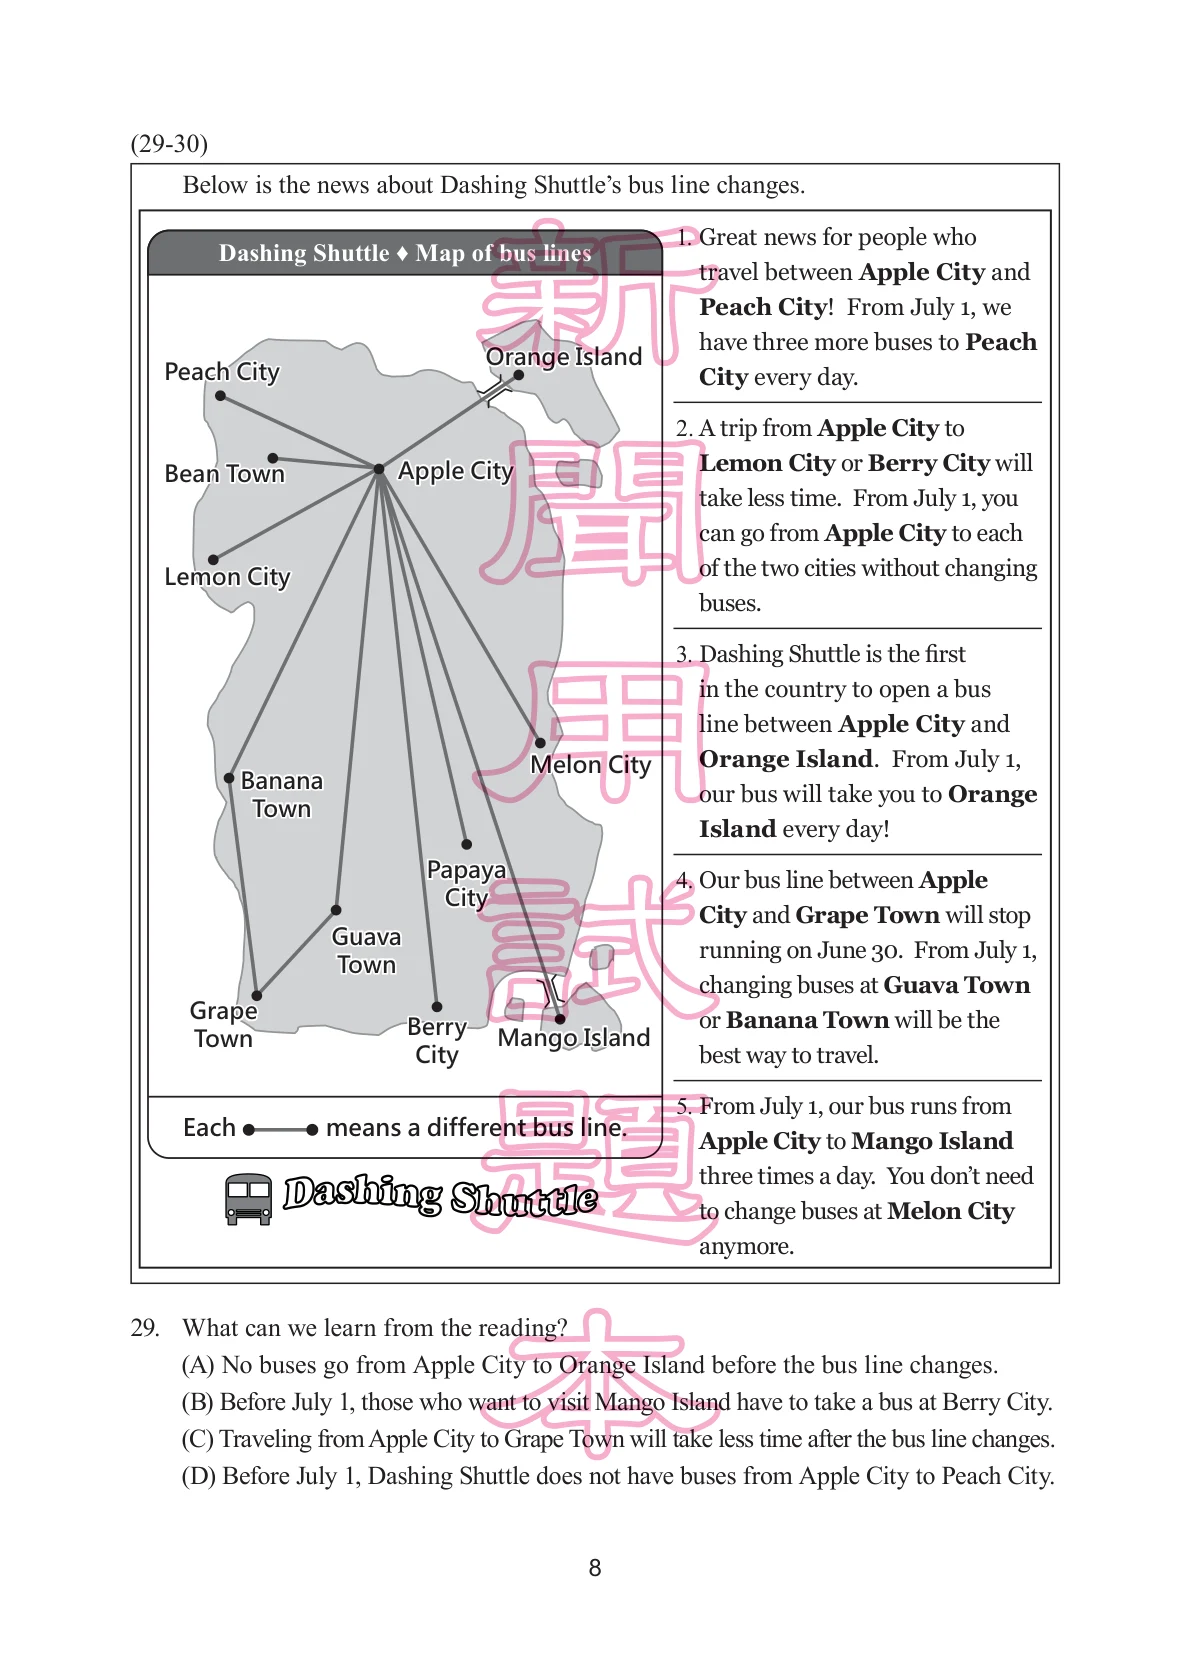 (29-30)
Below is the news about Dashing Shuttle's bus line changes.
Dashing Shuttle ♦ Map of bus lines
Orange Island
Peach City
Bean Town
Apple City
Lemon City
Melon City
Banana
Town
Papaya
City
Guava
Town
Grape
Town
Berry
City
Mango Island
Each means a different bus line.
Dashing Shuttle
1. Great news for people who
travel between Apple City and
Peach City! From July 1, we
have three more buses to Peach
City every day.
2. A trip from Apple City to
Lemon City or Berry City will
take less time. From July 1, you
can go from Apple City to each
of the two cities without changing
buses.
3. Dashing Shuttle is the first
in the country to open a bus
line between Apple City and
Orange Island. From July 1,
our bus will take you to Orange
Island every day!
4. Our bus line between Apple
City and Grape Town will stop
running on June 30. From July 1,
changing buses at Guava Town
or Banana Town will be the
best way to travel.
5. From July 1, our bus runs from
Apple City to Mango Island
three times a day. You don't need
to change buses at Melon City
anymore.
新聞用試題本
29. What can we learn from the reading?
(A) No buses go from Apple City to Orange Island before the bus line changes.
(B) Before July 1, those who want to visit Mango Island have to take a bus at Berry City.
(C) Traveling from Apple City to Grape Town will take less time after the bus line changes.
(D) Before July 1, Dashing Shuttle does not have buses from Apple City to Peach City.
8